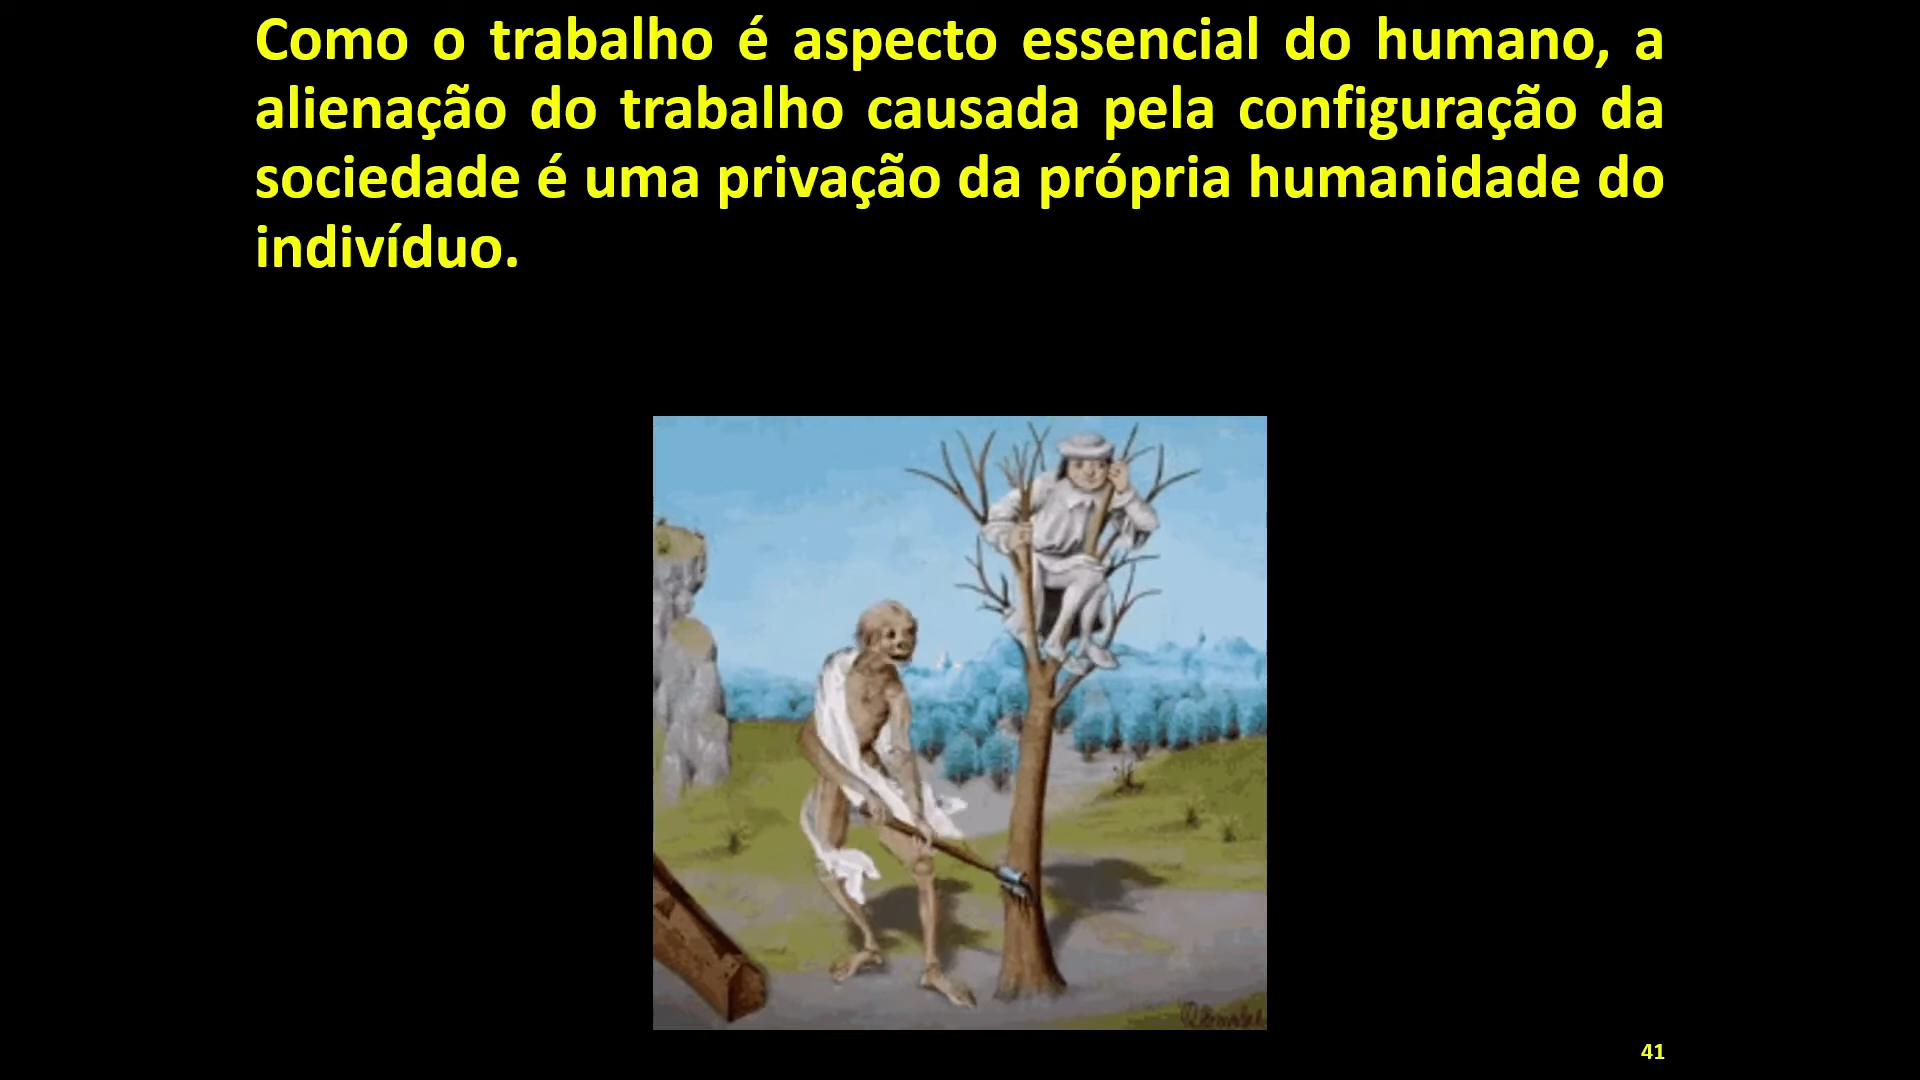 Como o trabalho é aspecto essencial do humano, a
alienação do trabalho causada pela configuração da
sociedade é uma privação da própria humanidade do
indivíduo.
41